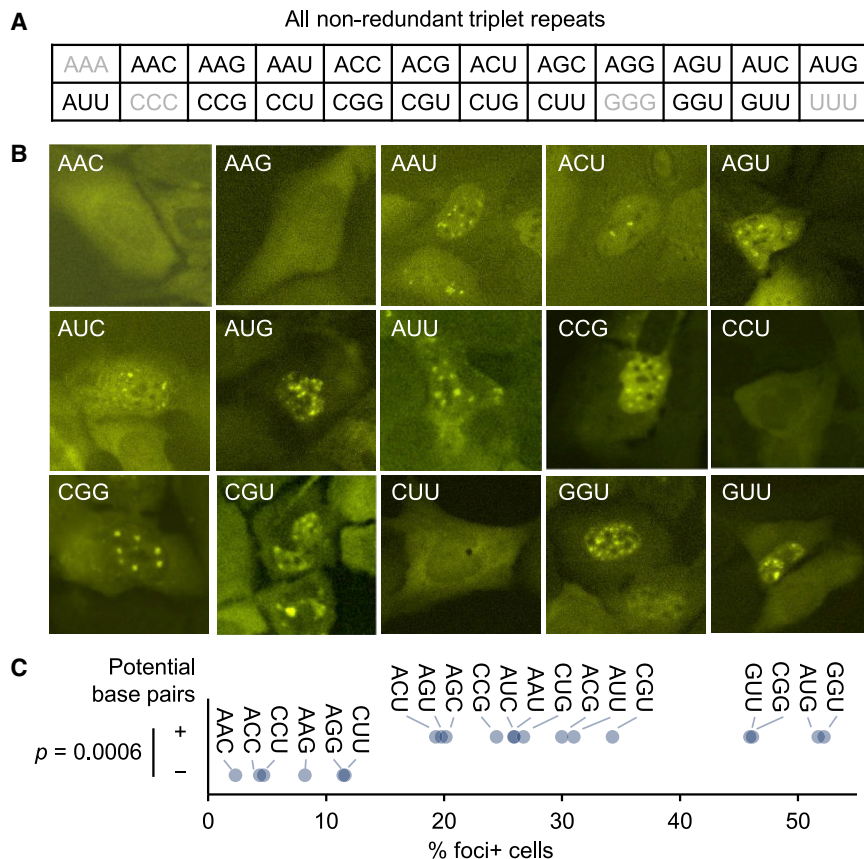 A
All non-redundant triplet repeats
AAA AAC AAG AAU ACC ACG ACU AGC AGG AGU AUC AUG
AUU CCC CCG CCU CGG CGU CUG CUU GGG GGU GUU UUU
B
AAC AAG AAU ACU AGU
AUC AUG AUU CCG CCU
CGG CGU CUU GGU GUU
C
Potential
base pairs
+
p = 0.0006
−
AAC ACC CCU AAG AGG CUU
ACU AGU AGC CCG AUC AAU CUG ACG AUU CGU
GUU CGG AUG GGU
0 10 20 30 40 50
% foci+ cells